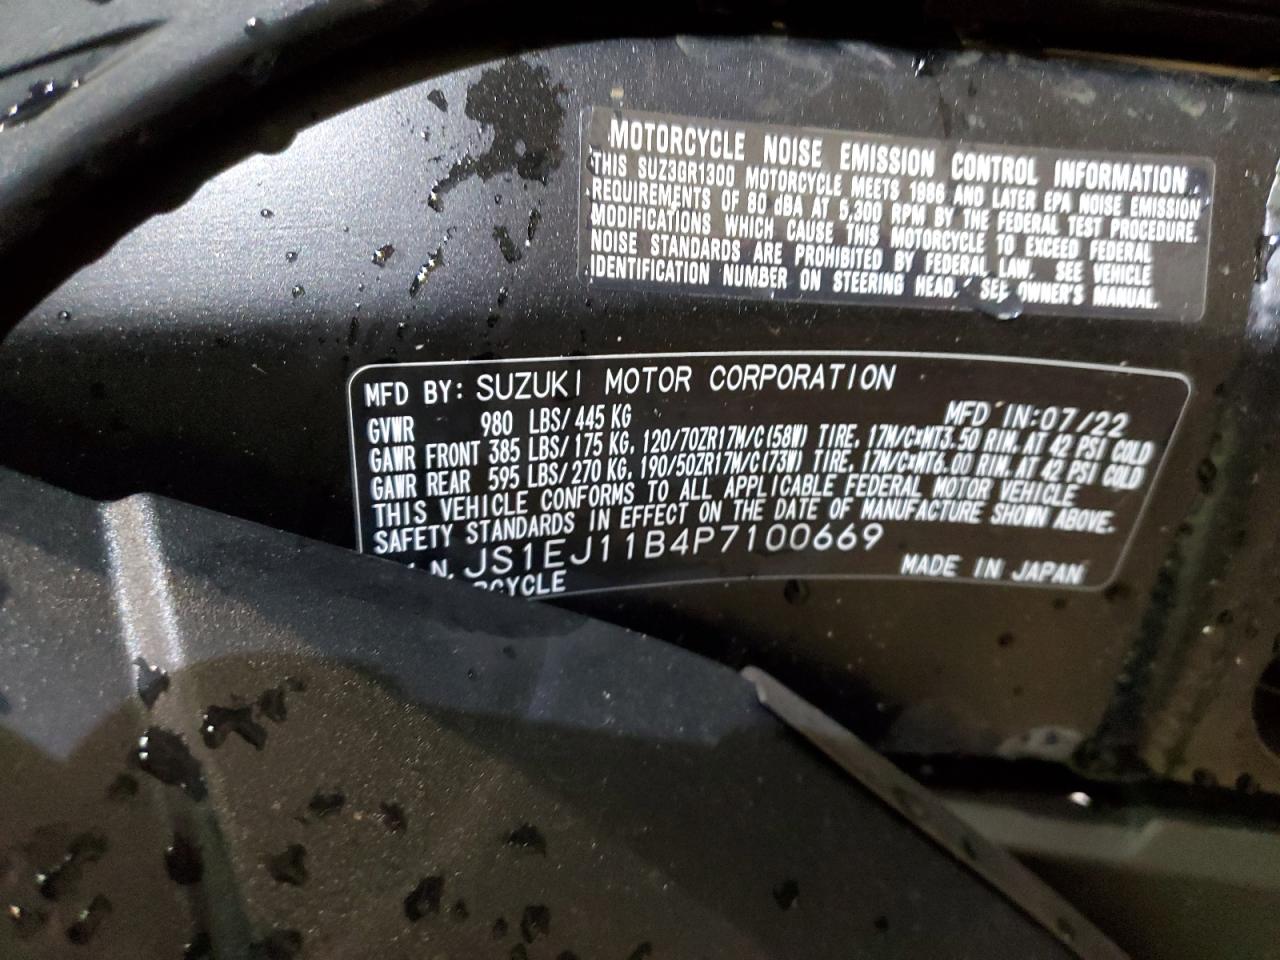 MOTORCYCLE NOISE EMISSION CONTROL INFORMATION
THIS SUZ3GR1300 MOTORCYCLE MEETS 1986 AND LATER EPA NOISE EMISSION
REQUIREMENTS OF 80 dBA AT 5,300 RPM BY THE FEDERAL TEST PROCEDURE.
MODIFICATIONS WHICH CAUSE THIS MOTORCYCLE TO EXCEED FEDERAL
NOISE STANDARDS ARE PROHIBITED BY FEDERAL LAW. SEE VEHICLE
IDENTIFICATION NUMBER ON STEERING HEAD. SEE OWNER'S MANUAL.
MFD BY: SUZUKI MOTOR CORPORATION
GVWR 980 LBS/445 KG MFD IN:07/22
GAWR FRONT 385 LBS/175 KG, 120/70ZR17M/C(58W) TIRE, 17M/C×MT3.50 RIM, AT 42 PSI COLD
GAWR REAR 595 LBS/270 KG, 190/50ZR17M/C(73W) TIRE, 17M/C×MT6.00 RIM, AT 42 PSI COLD
THIS VEHICLE CONFORMS TO ALL APPLICABLE FEDERAL MOTOR VEHICLE
SAFETY STANDARDS IN EFFECT ON THE DATE OF MANUFACTURE SHOWN ABOVE.
N. JS1EJ11B4P7100669
CYCLE MADE IN JAPAN